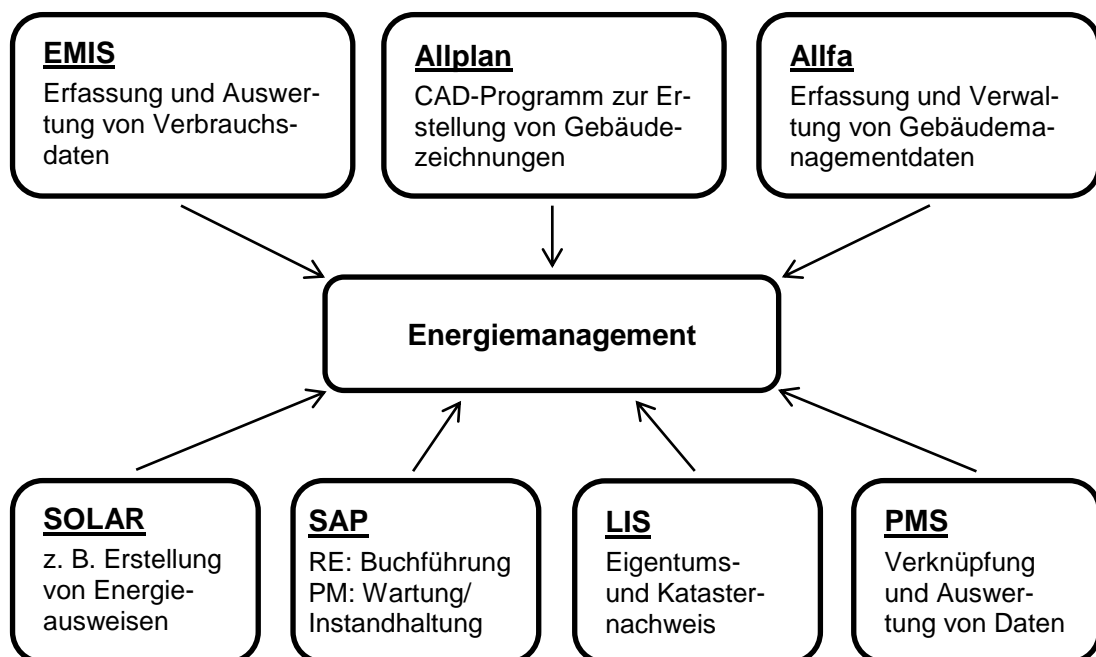 EMIS
Erfassung und Auswer-
tung von Verbrauchs-
daten
Allplan
CAD-Programm zur Er-
stellung von Gebäude-
zeichnungen
Allfa
Erfassung und Verwal-
tung von Gebäudema-
nagementdaten
Energiemanagement
SOLAR
z. B. Erstellung
von Energie-
ausweisen
SAP
RE: Buchführung
PM: Wartung/
Instandhaltung
LIS
Eigentums-
und Kataster-
nachweis
PMS
Verknüpfung
und Auswer-
tung von Daten